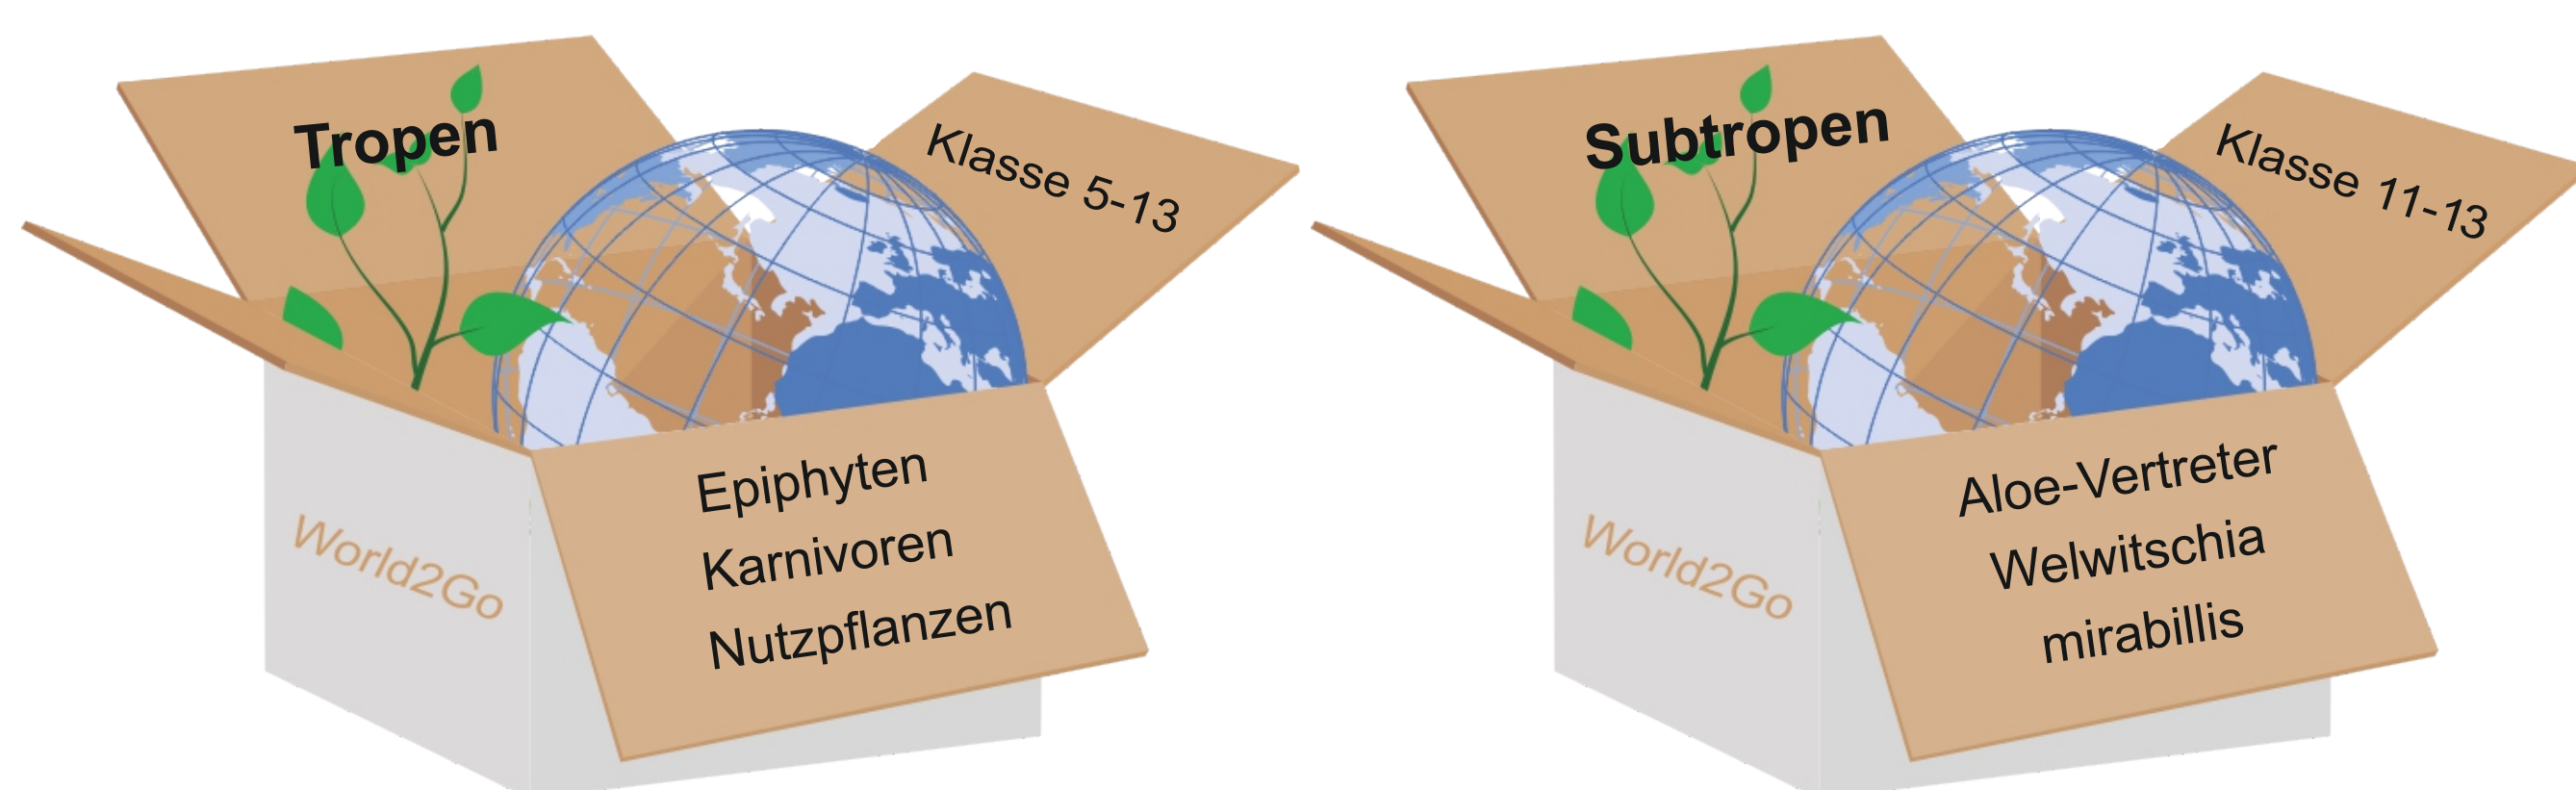 Tropen
Klasse 5-13
Epiphyten
Karnivoren
Nutzpflanzen
World2Go
Subtropen
Klasse 11-13
Aloe-Vertreter
Welwitschia
mirabillis
World2Go